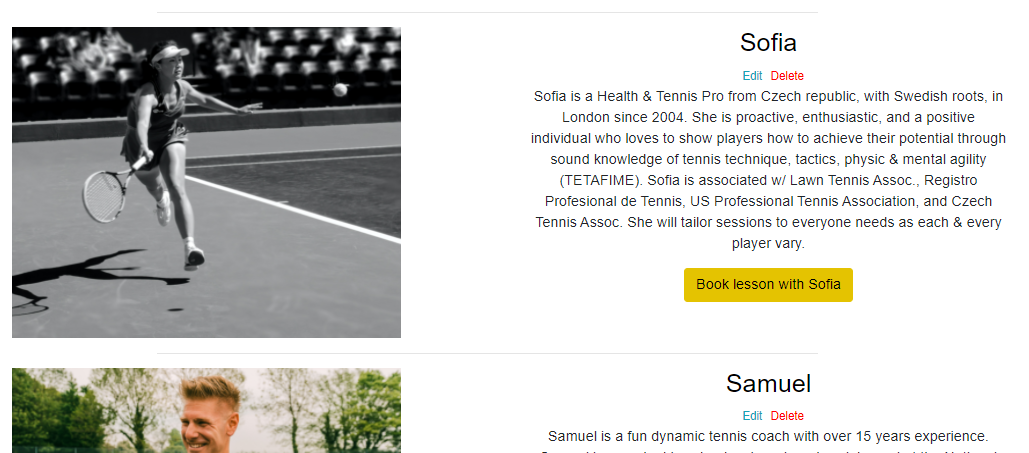 Sofia
Edit Delete
Sofia is a Health & Tennis Pro from Czech republic, with Swedish roots, in
London since 2004. She is proactive, enthusiastic, and a positive
individual who loves to show players how to achieve their potential through
sound knowledge of tennis technique, tactics, physic & mental agility
(TETAFIME). Sofia is associated w/ Lawn Tennis Assoc., Registro
Profesional de Tennis, US Professional Tennis Association, and Czech
Tennis Assoc. She will tailor sessions to everyone needs as each & every
player vary.
Book lesson with Sofia
Samuel
Edit Delete
Samuel is a fun dynamic tennis coach with over 15 years experience.